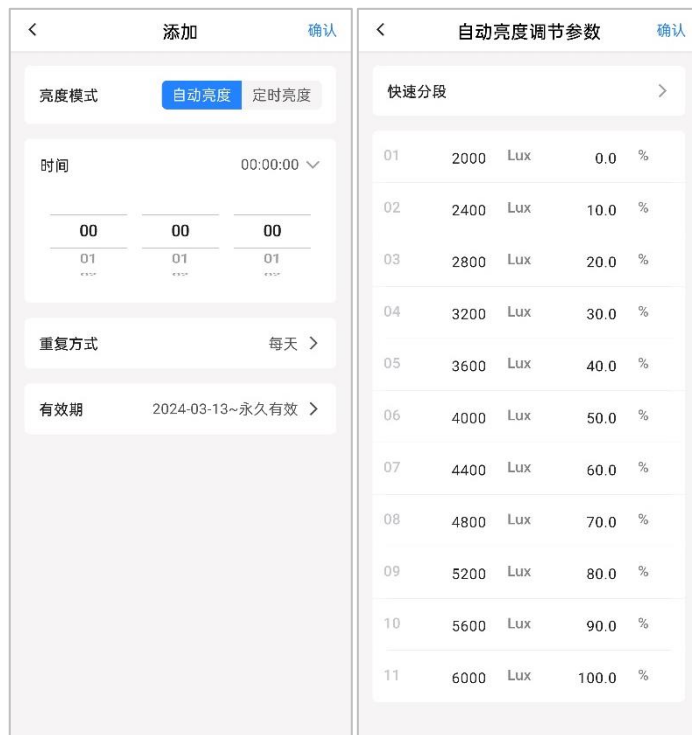 添加
确认
亮度模式 自动亮度 定时亮度
时间 00:00:00
00 00 00
01 01 01
重复方式 每天
有效期 2024-03-13~永久有效
自动亮度调节参数
确认
快速分段
01 2000 Lux 0.0 %
02 2400 Lux 10.0 %
03 2800 Lux 20.0 %
04 3200 Lux 30.0 %
05 3600 Lux 40.0 %
06 4000 Lux 50.0 %
07 4400 Lux 60.0 %
08 4800 Lux 70.0 %
09 5200 Lux 80.0 %
10 5600 Lux 90.0 %
11 6000 Lux 100.0 %